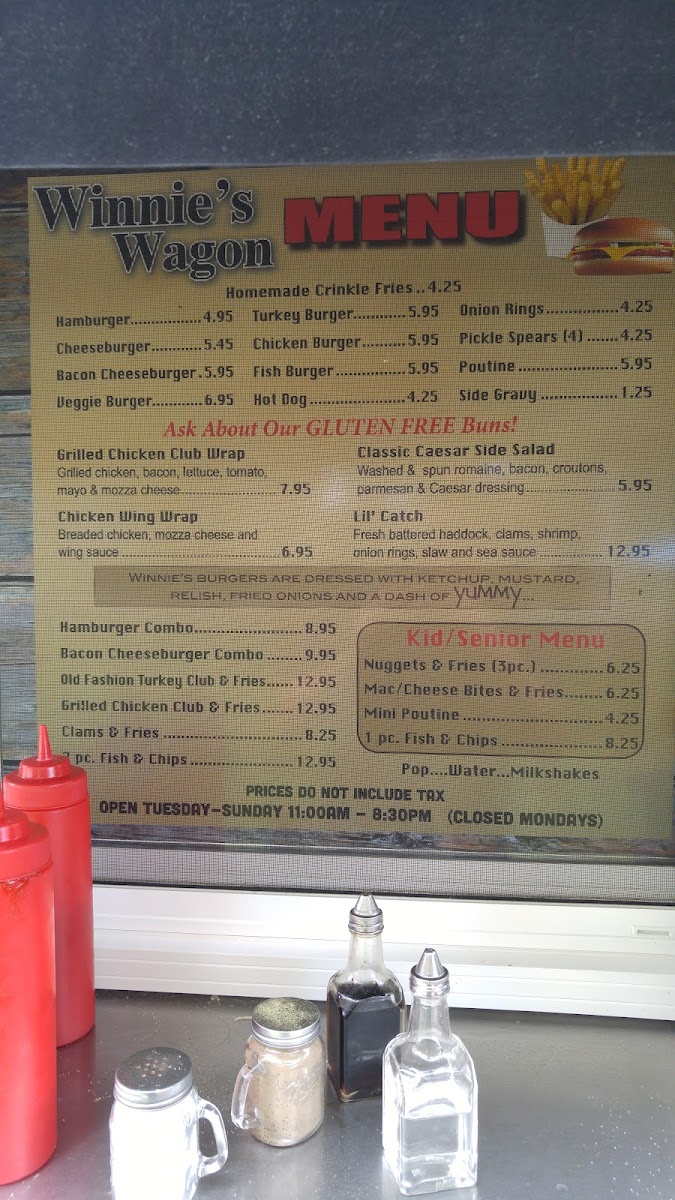 Winnie's
Wagon
MENU
Homemade Crinkle Fries..4.25
Hamburger.................4.95
Cheeseburger............5.45
Bacon Cheeseburger.5.95
Veggie Burger............6.95
Turkey Burger............5.95
Chicken Burger..........5.95
Fish Burger.................5.95
Hot Dog.....................4.25
Onion Rings.................4.25
Pickle Spears (4).......4.25
Poutine.......................5.95
Side Gravy..................1.25
Ask About Our GLUTEN FREE Buns!
Grilled Chicken Club Wrap
Grilled chicken, bacon, lettuce, tomato,
mayo & mozza cheese.......................7.95
Chicken Wing Wrap
Breaded chicken, mozza cheese and
wing sauce.......................................6.95
Classic Caesar Side Salad
Washed & spun romaine, bacon, croutons,
parmesan & Caesar dressing......................5.95
Lil' Catch
Fresh battered haddock, clams, shrimp,
onion rings, slaw and sea sauce................12.95
WINNIE'S BURGERS ARE DRESSED WITH KETCHUP, MUSTARD,
RELISH, FRIED ONIONS AND A DASH OF yuMMy...
Hamburger Combo.........................8.95
Bacon Cheeseburger Combo........9.95
Old Fashion Turkey Club & Fries......12.95
Grilled Chicken Club & Fries.......12.95
Clams & Fries...............................8.25
pc. Fish & Chips........................12.95
Kid/Senior Menu
Nuggets & Fries (3pc.).............6.25
Mac/Cheese Bites & Fries........6.25
Mini Poutine.............................4.25
1 pc. Fish & Chips.....................8.25
Pop....Water...Milkshakes
PRICES DO NOT INCLUDE TAX
OPEN TUESDAY-SUNDAY 11:00AM - 8:30PM (CLOSED MONDAYS)